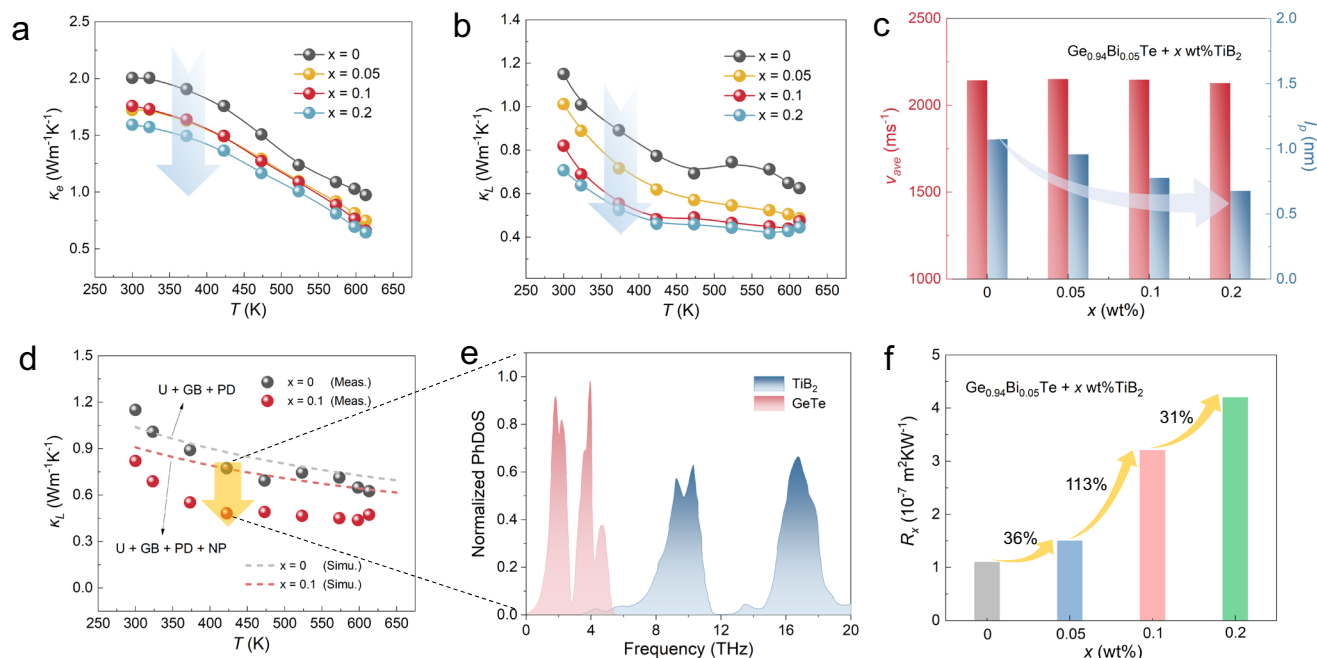 a
2.5
2.0
1.5
1.0
0.5
κe (Wm⁻¹K⁻¹)
x = 0
x = 0.05
x = 0.1
x = 0.2
250 300 350 400 450 500 550 600 650
T (K)
b
1.4
1.2
1.0
0.8
0.6
0.4
κL (Wm⁻¹K⁻¹)
x = 0
x = 0.05
x = 0.1
x = 0.2
250 300 350 400 450 500 550 600 650
T (K)
c
2500
2000
1500
1000
vave (ms⁻¹)
Ge0.94Bi0.05Te + x wt%TiB2
2.0
1.5
1.0
0.5
0.0
lp (nm)
0 0.05 0.1 0.2
x (wt%)
d
1.5
1.2
0.9
0.6
0.3
0.0
κL (Wm⁻¹K⁻¹)
U + GB + PD
x = 0 (Meas.)
x = 0.1 (Meas.)
U + GB + PD + NP
x = 0 (Simu.)
x = 0.1 (Simu.)
250 300 350 400 450 500 550 600 650
T (K)
e
1.0
0.8
0.6
0.4
0.2
0.0
Normalized PhDoS
TiB2
GeTe
0 4 8 12 16 20
Frequency (THz)
f
5
4
3
2
1
0
Rx (10⁻⁷ m²KW⁻¹)
Ge0.94Bi0.05Te + x wt%TiB2
36%
113%
31%
0 0.05 0.1 0.2
x (wt%)